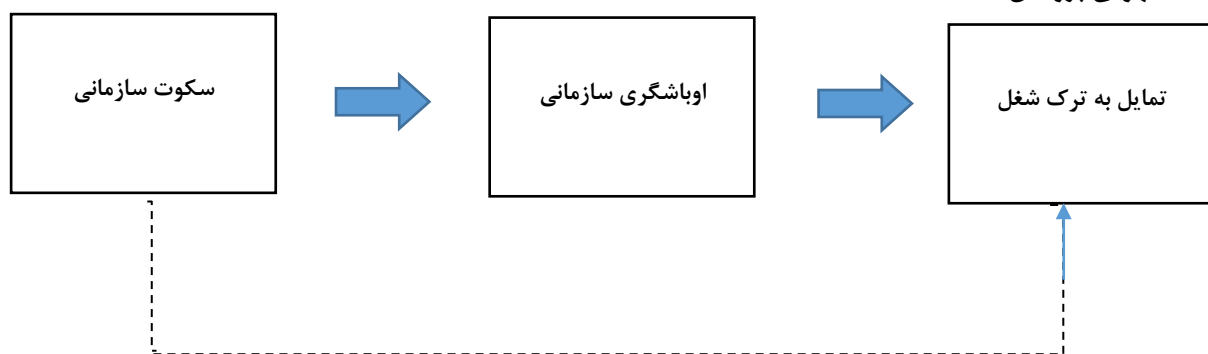 تمایل به ترک شغل
اوباشگری سازمانی
سکوت سازمانی